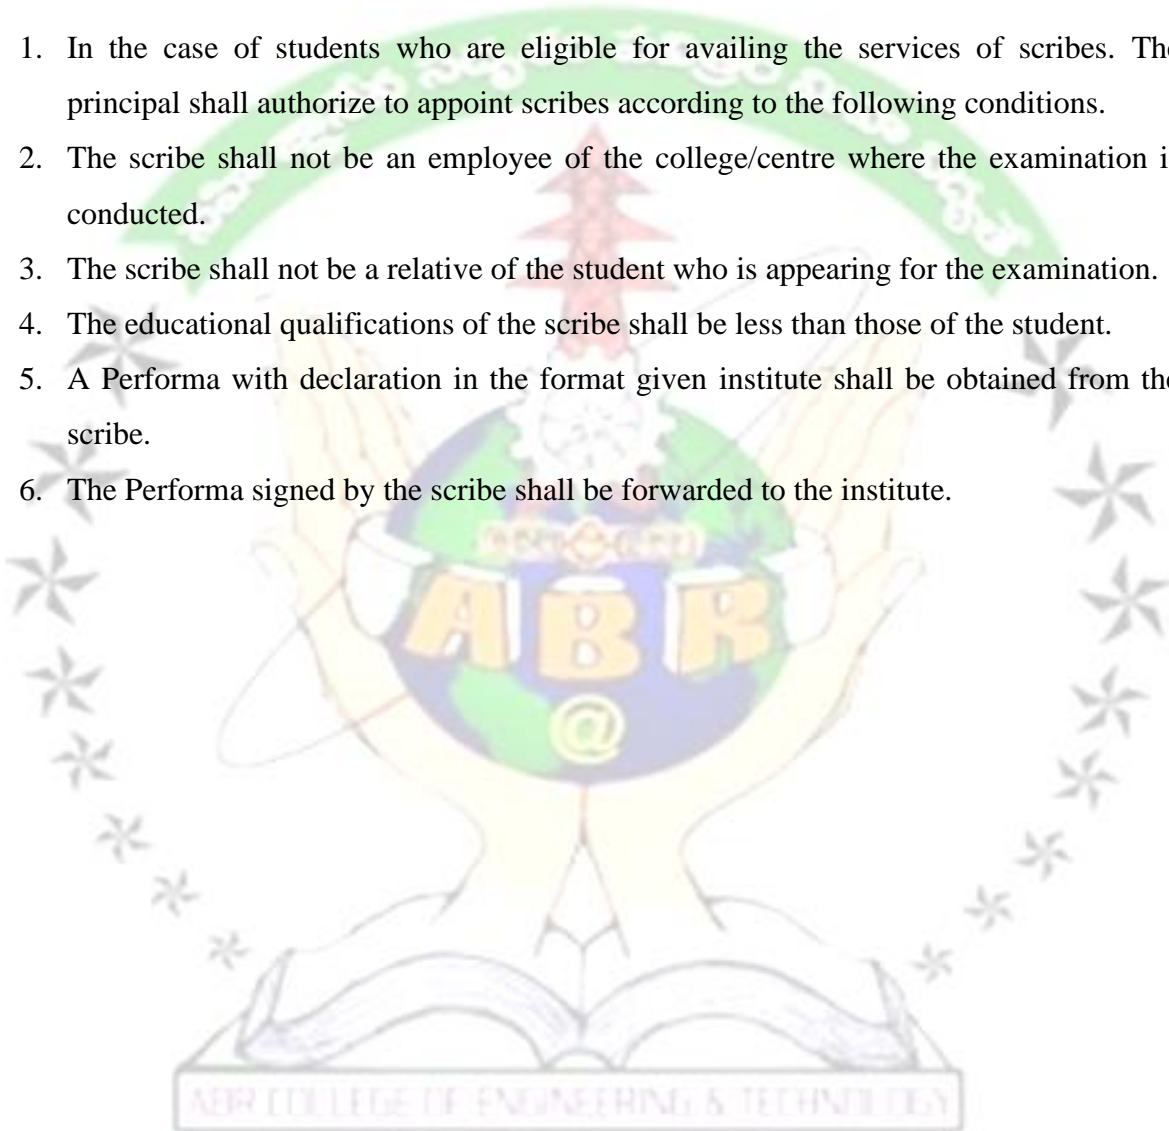 1. In the case of students who are eligible for availing the services of scribes. The
principal shall authorize to appoint scribes according to the following conditions.
2. The scribe shall not be an employee of the college/centre where the examination i
conducted.
3. The scribe shall not be a relative of the student who is appearing for the examination.
4. The educational qualifications of the scribe shall be less than those of the student.
5. A Performa with declaration in the format given institute shall be obtained from the
scribe.
6. The Performa signed by the scribe shall be forwarded to the institute.
ABR
@
ABR COLLEGE OF ENGINEERING & TECHNOLOGY